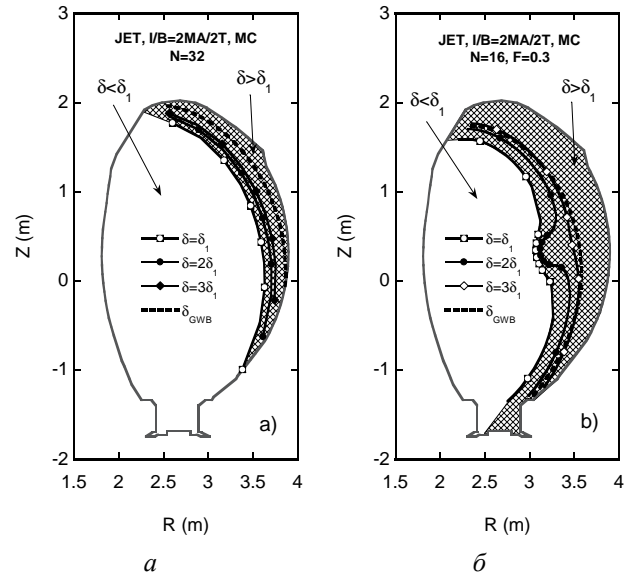 JET, I/B=2MA/2T, MC
N=32
δ<δ1
δ>δ1
δ=δ1
δ=2δ1
δ=3δ1
δGWB
a)
3
2
1
0
-1
-2
Z (m)
1.5 2 2.5 3 3.5 4
R (m)
а
JET, I/B=2MA/2T, MC
N=16, F=0.3
δ<δ1
δ>δ1
δ=δ1
δ=2δ1
δ=3δ1
δGWB
b)
3
2
1
0
-1
-2
Z (m)
1.5 2 2.5 3 3.5 4
R (m)
б